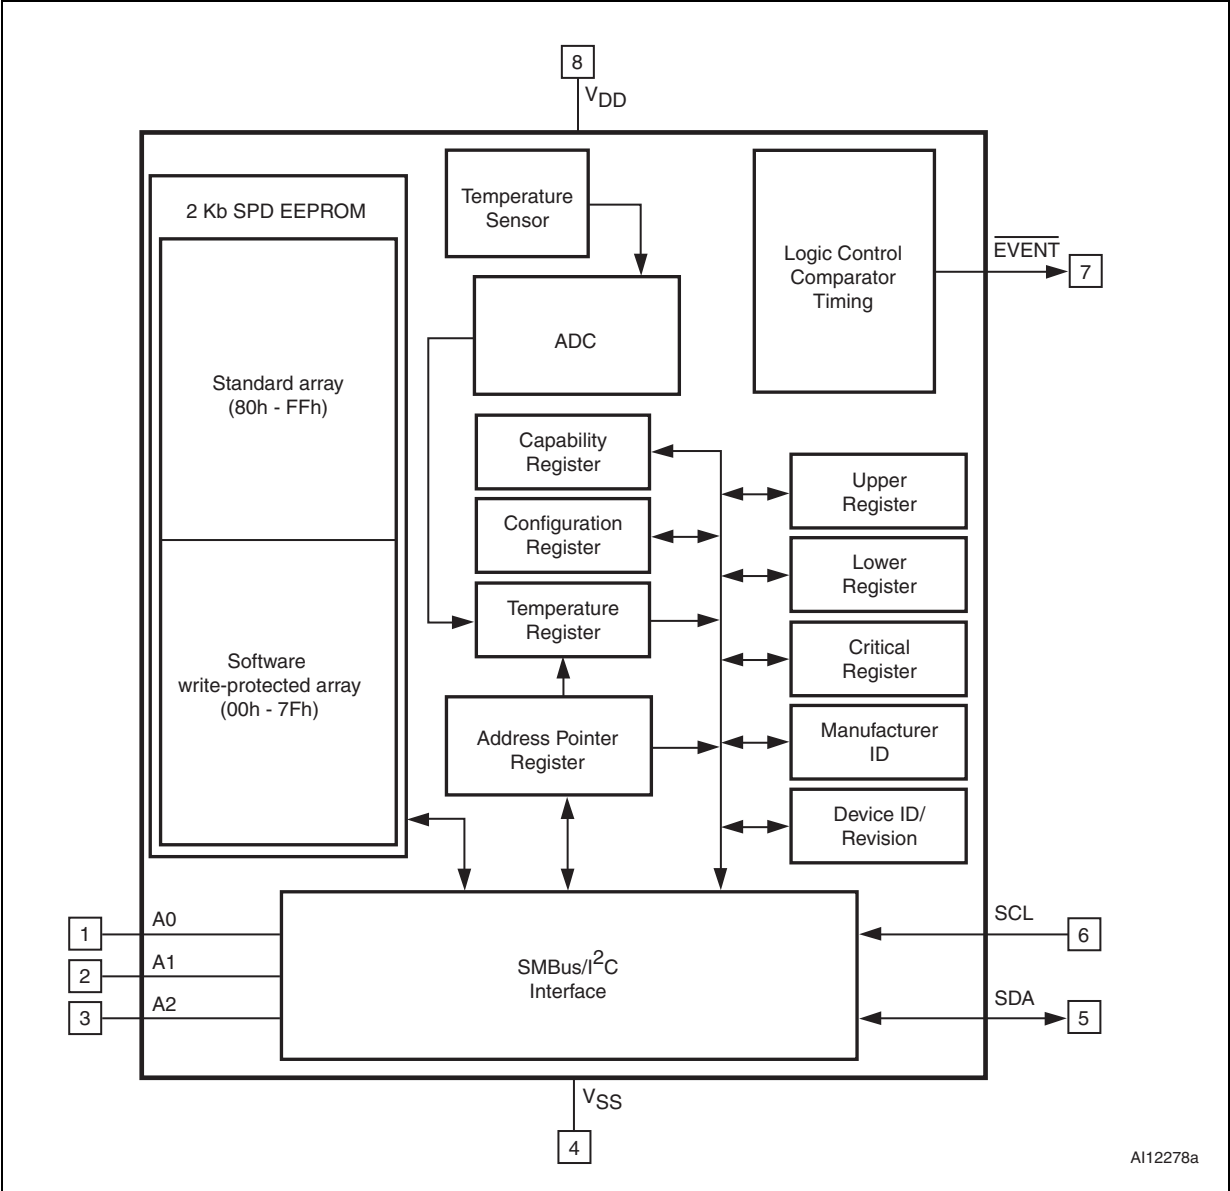 8
VDD
2 Kb SPD EEPROM
Temperature
Sensor
Logic Control
Comparator
Timing
EVENT
7
ADC
Standard array
(80h - FFh)
Capability
Register
Upper
Register
Configuration
Register
Lower
Register
Temperature
Register
Critical
Register
Software
write-protected array
(00h - 7Fh)
Address Pointer
Register
Manufacturer
ID
Device ID/
Revision
1
A0
SCL
6
2
A1
SMBus/I2C
Interface
3
A2
SDA
5
VSS
4
AI12278a